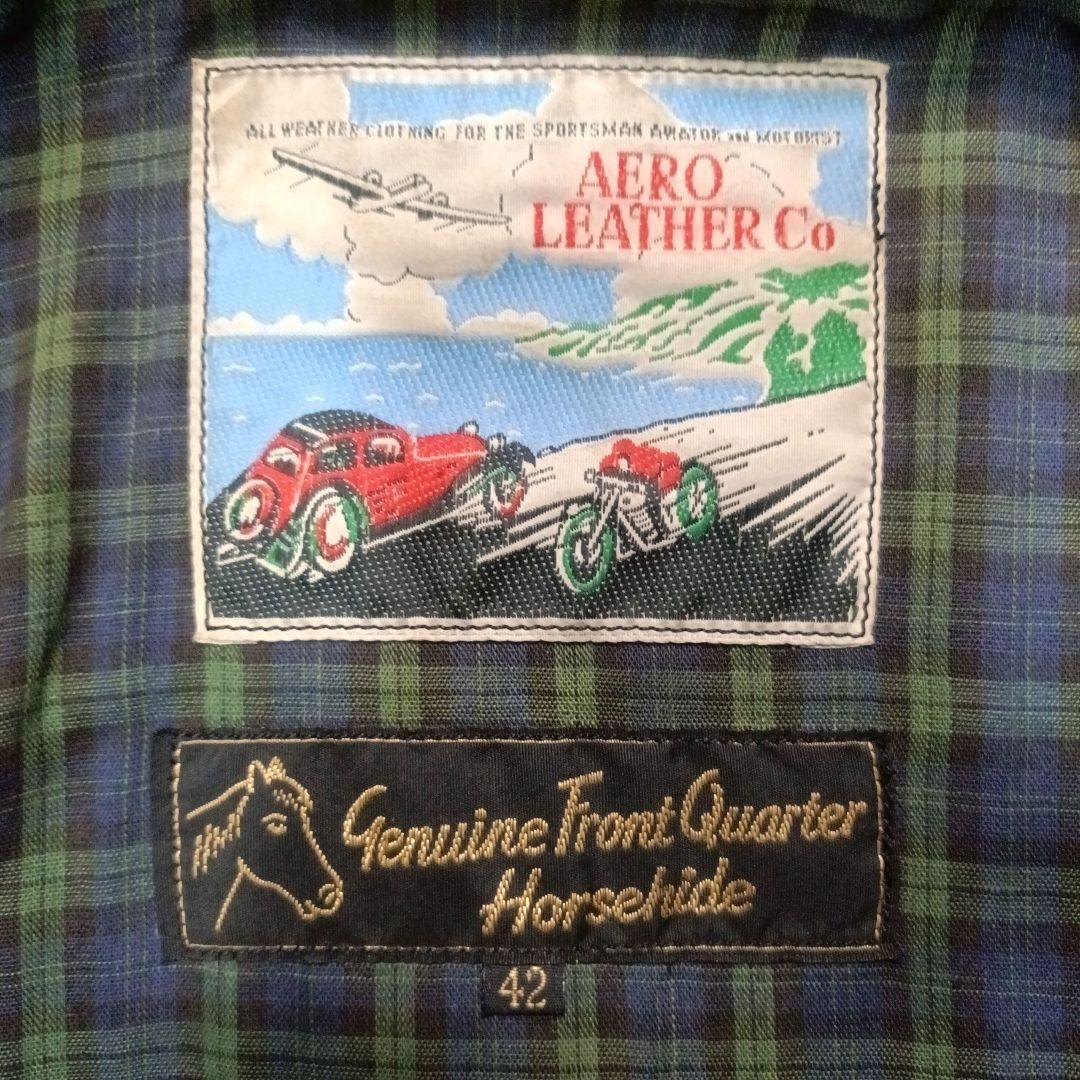 ALL WEATHER CLOTHING FOR THE SPORTSMAN AVIATOR AND MOTORIST
AERO
LEATHER Co
Genuine Front Quarter
Horsehide
42